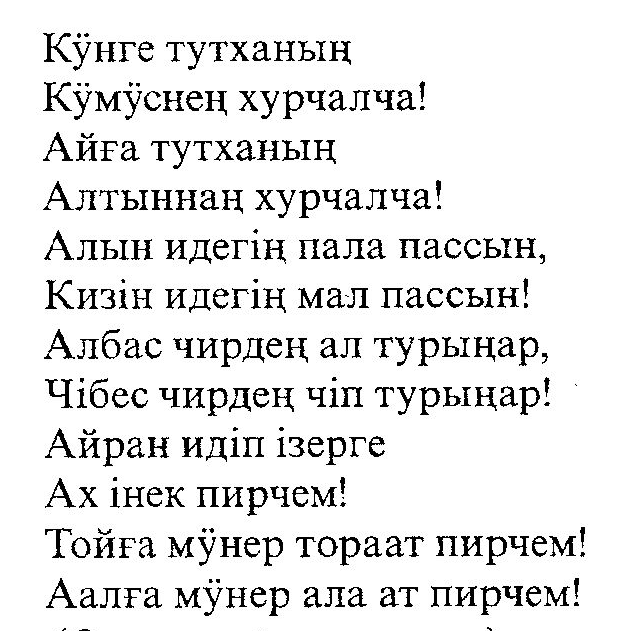 Кӱнге тутханың
Кӱмӱснең хурчалча!
Айға тутханың
Алтыннаң хурчалча!
Алын идегің пала пассын,
Кизін идегің мал пассын!
Албас чирдең ал турыңар,
Чібес чирдең чіп турыңар!
Айран идіп ізерге
Ах інек пирчем!
Тойға мӱнер тораат пирчем!
Аалға мӱнер ала ат пирчем!